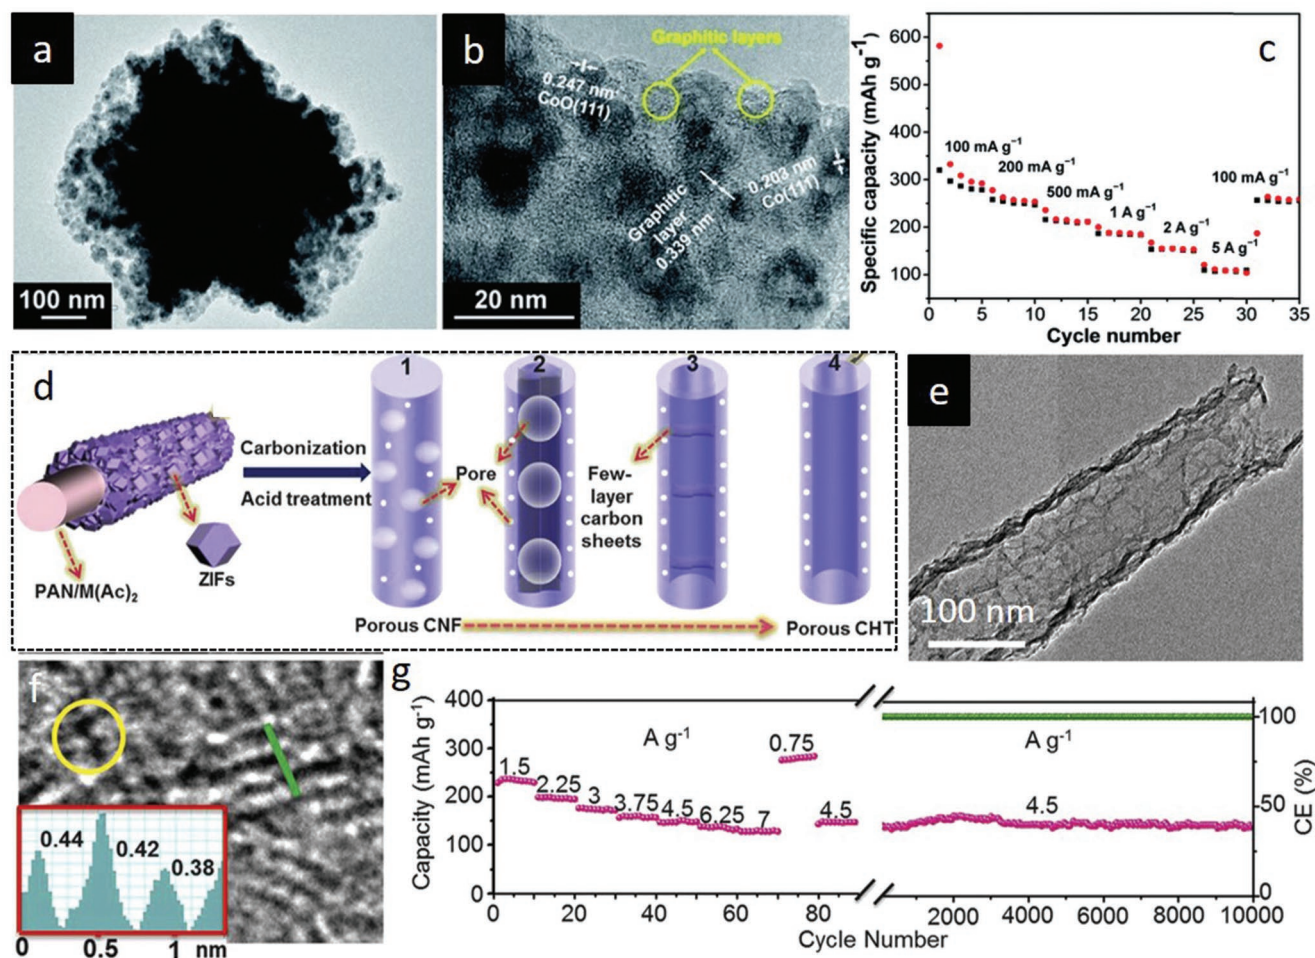 a
100 nm
b
Graphitic layers
0.247 nm
CoO(111)
0.203 nm
Co(111)
Graphitic
layer
0.339 nm
20 nm
c
Specific capacity (mAh g⁻¹)
600
500
400
300
200
100
100 mA g⁻¹
200 mA g⁻¹
500 mA g⁻¹
1 A g⁻¹
2 A g⁻¹
5 A g⁻¹
100 mA g⁻¹
0 5 10 15 20 25 30 35
Cycle number
d
Carbonization
Acid treatment
PAN/M(Ac)₂
ZIFs
1
2
3
4
Pore
Few-
layer
carbon
sheets
Porous CNF
Porous CHT
e
100 nm
f
0.44
0.42
0.38
0 0.5 1 nm
g
Capacity (mAh g⁻¹)
400
300
200
100
0
A g⁻¹
1.5
2.25
3
3.75
4.5
6.25
7
0.75
4.5
A g⁻¹
4.5
100
50
0
CE (%)
0 20 40 60 80 2000 4000 6000 8000 10000
Cycle Number